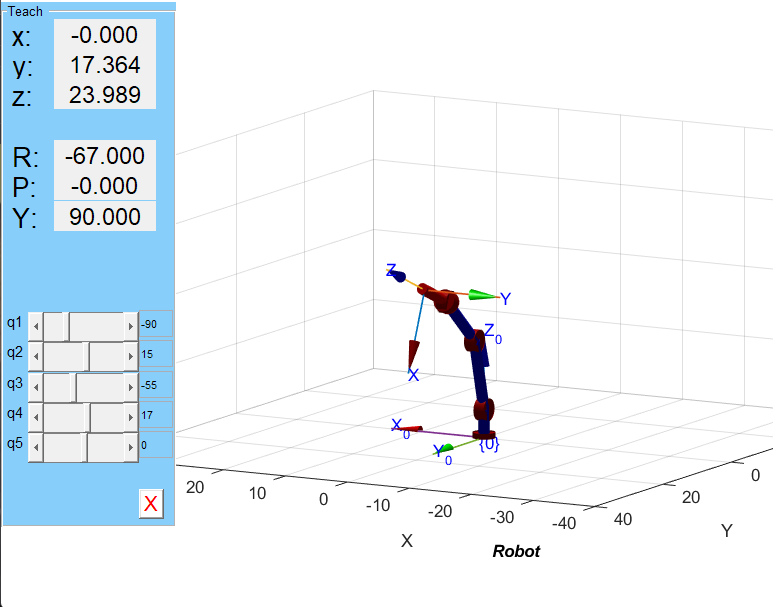 Teach
x: -0.000
y: 17.364
z: 23.989
R: -67.000
P: -0.000
Y: 90.000
q1 -90
q2 15
q3 -55
q4 17
q5 0
X
Z
Y
X
Z0
X0
Y0
{0}
20 10 0 -10 -20 -30 -40
40 20 0
X
Y
Robot